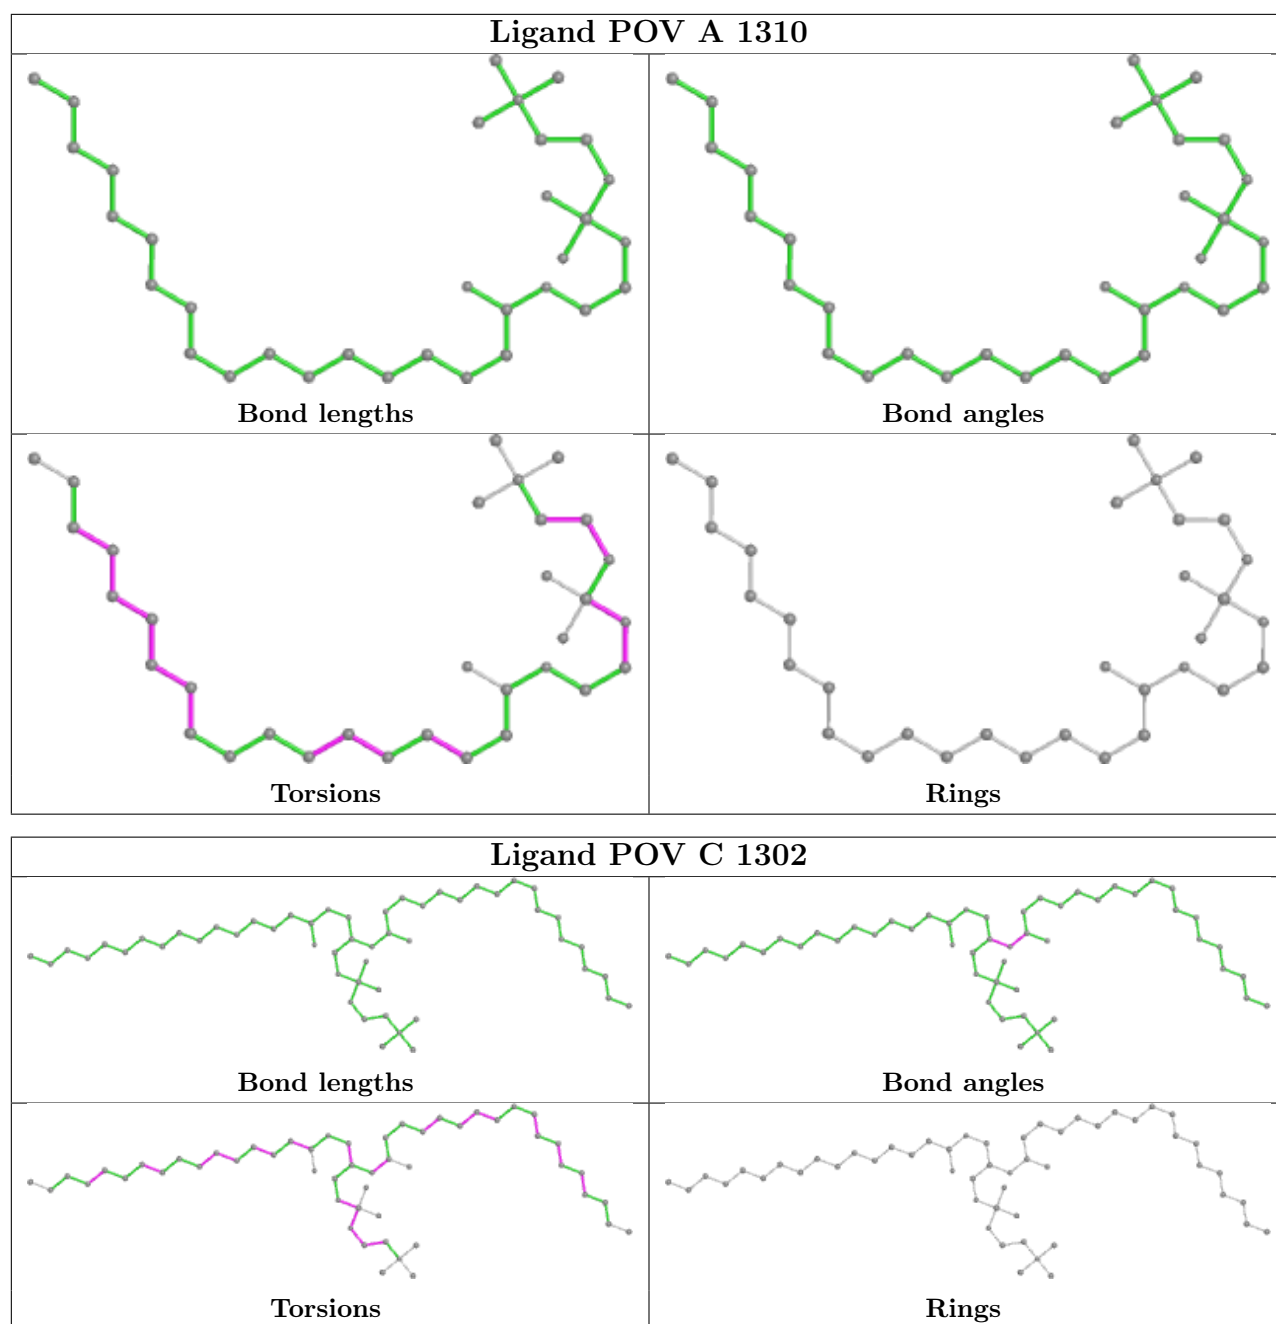 Ligand POV A 1310
Bond lengths
Bond angles
Torsions
Rings
Ligand POV C 1302
Bond lengths
Bond angles
Torsions
Rings